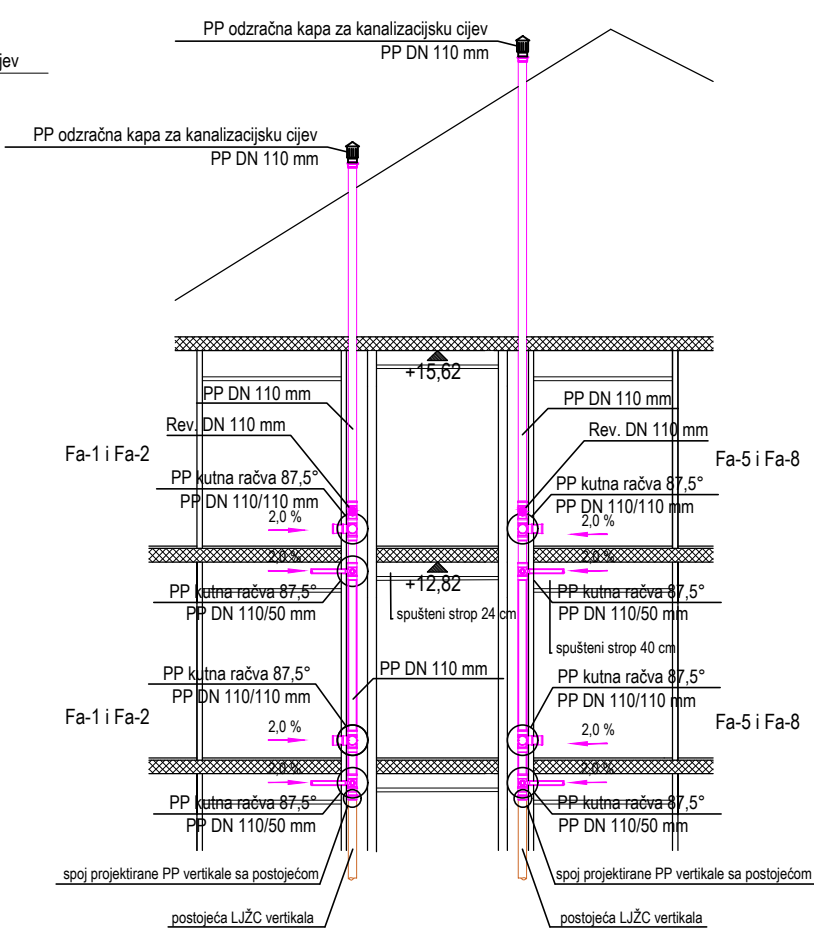 PP odzračna kapa za kanalizacijsku cijev
PP DN 110 mm
jev
PP odzračna kapa za kanalizacijsku cijev
PP DN 110 mm
+15,62
PP DN 110 mm
PP DN 110 mm
Rev. DN 110 mm
Rev. DN 110 mm
Fa-1 i Fa-2
Fa-5 i Fa-8
PP kutna račva 87,5°
PP DN 110/110 mm
2,0 %
PP kutna račva 87,5°
PP DN 110/110 mm
2,0 %
2,0 %
2,0 %
+12,82
PP kutna račva 87,5°
PP DN 110/50 mm
PP kutna račva 87,5°
PP DN 110/50 mm
spušteni strop 24 cm
spušteni strop 40 cm
PP kutna račva 87,5°
PP DN 110/110 mm
PP DN 110 mm
PP kutna račva 87,5°
PP DN 110/110 mm
Fa-1 i Fa-2
2,0 %
2,0 %
Fa-5 i Fa-8
2,0 %
2,0 %
PP kutna račva 87,5°
PP DN 110/50 mm
PP kutna račva 87,5°
PP DN 110/50 mm
spoj projektirane PP vertikale sa postojećom
spoj projektirane PP vertikale sa postojećom
postojeća LJŽC vertikala
postojeća LJŽC vertikala